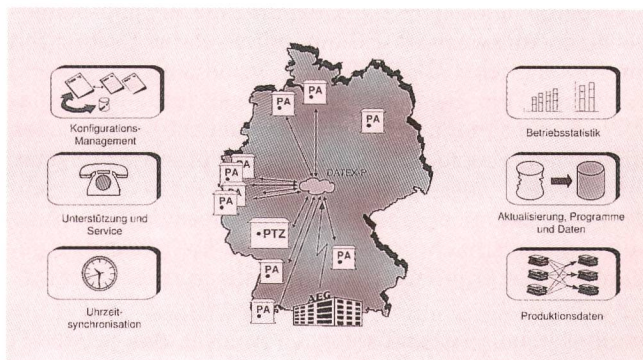 Konfigurations-
Management
Unterstützung und
Service
Uhrzeit-
synchronisation
PA
PA
PA
DATEX-P
PA
PA
PA
PA
PTZ
PA
PA
PA
AEG
Betriebsstatistik
Aktualisierung, Programme
und Daten
Produktionsdaten